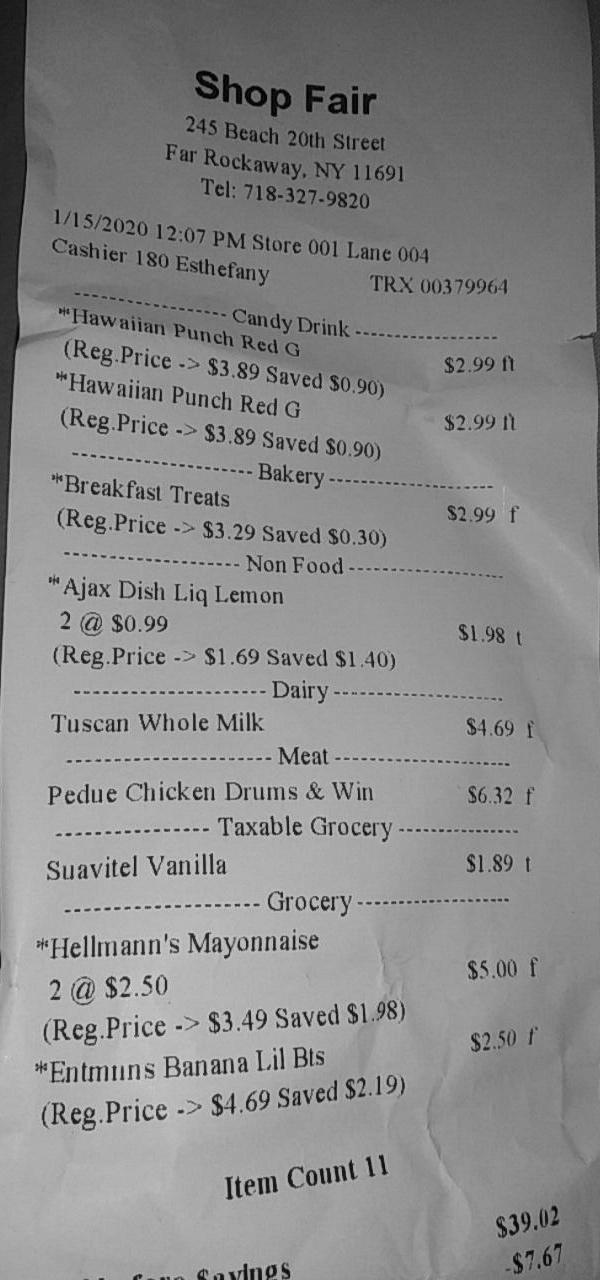 Shop Fair
245 Beach 20th Street
Far Rockaway, NY 11691
Tel: 718-327-9820
1/15/2020 12:07 PM Store 001 Lane 004
Cashier 180 Esthefany TRX 00379964
-------------------- Candy Drink --------------------
*Hawaiian Punch Red G $2.99 ft
(Reg.Price -> $3.89 Saved $0.90)
*Hawaiian Punch Red G $2.99 ft
(Reg.Price -> $3.89 Saved $0.90)
-------------------- Bakery --------------------
*Breakfast Treats $2.99 f
(Reg.Price -> $3.29 Saved $0.30)
-------------------- Non Food --------------------
*Ajax Dish Liq Lemon
2 @ $0.99 $1.98 t
(Reg.Price -> $1.69 Saved $1.40)
-------------------- Dairy --------------------
Tuscan Whole Milk $4.69 f
-------------------- Meat --------------------
Pedue Chicken Drums & Win $6.32 f
---------------- Taxable Grocery ----------------
Suavitel Vanilla $1.89 t
-------------------- Grocery --------------------
*Hellmann's Mayonnaise
2 @ $2.50 $5.00 f
(Reg.Price -> $3.49 Saved $1.98)
*Entmnns Banana Lil Bts $2.50 f
(Reg.Price -> $4.69 Saved $2.19)
Item Count 11
$39.02
Savings -$7.67